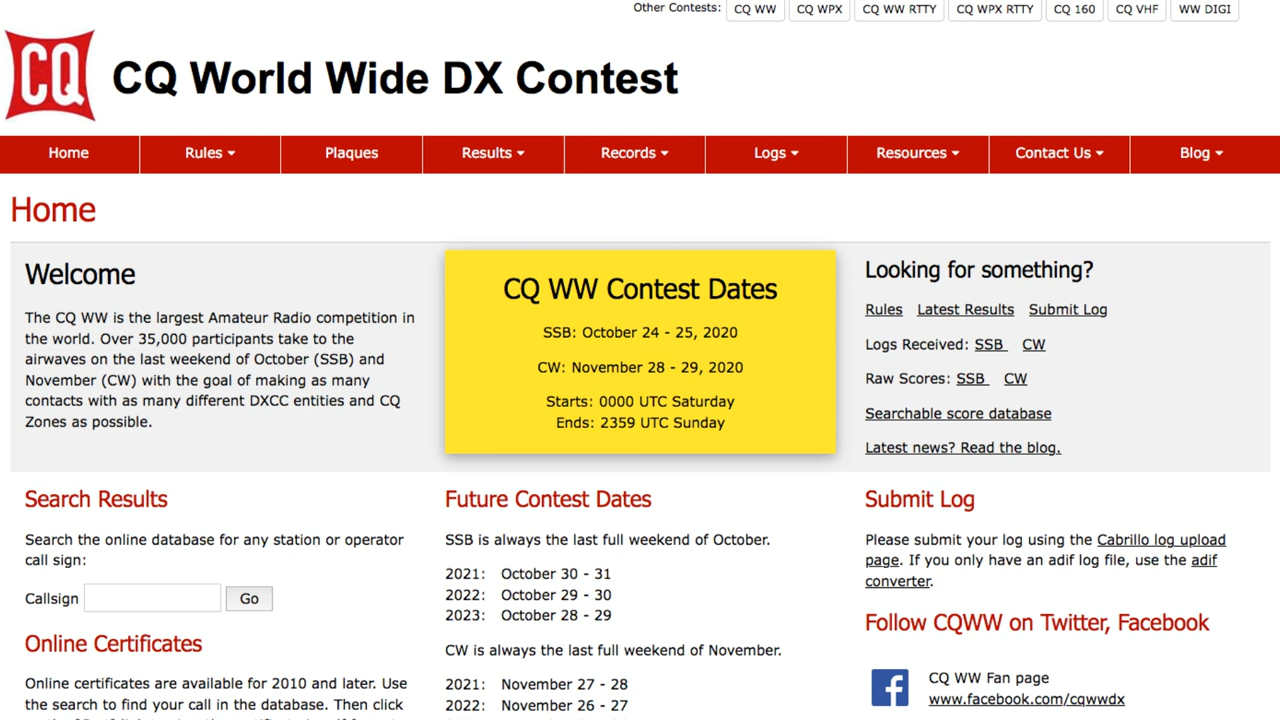 Other Contests: CQ WW CQ WPX CQ WW RTTY CQ WPX RTTY CQ 160 CQ VHF WW DIGI
CQ
CQ World Wide DX Contest
Home Rules Plaques Results Records Logs Resources Contact Us Blog
Home
Welcome
The CQ WW is the largest Amateur Radio competition in
the world. Over 35,000 participants take to the
airwaves on the last weekend of October (SSB) and
November (CW) with the goal of making as many
contacts with as many different DXCC entities and CQ
Zones as possible.
CQ WW Contest Dates
SSB: October 24 - 25, 2020
CW: November 28 - 29, 2020
Starts: 0000 UTC Saturday
Ends: 2359 UTC Sunday
Looking for something?
Rules Latest Results Submit Log
Logs Received: SSB CW
Raw Scores: SSB CW
Searchable score database
Latest news? Read the blog.
Search Results
Search the online database for any station or operator
call sign:
Callsign Go
Online Certificates
Online certificates are available for 2010 and later. Use
the search to find your call in the database. Then click
Future Contest Dates
SSB is always the last full weekend of October.
2021: October 30 - 31
2022: October 29 - 30
2023: October 28 - 29
CW is always the last full weekend of November.
2021: November 27 - 28
2022: November 26 - 27
Submit Log
Please submit your log using the Cabrillo log upload
page. If you only have an adif log file, use the adif
converter.
Follow CQWW on Twitter, Facebook
CQ WW Fan page
www.facebook.com/cqwwdx